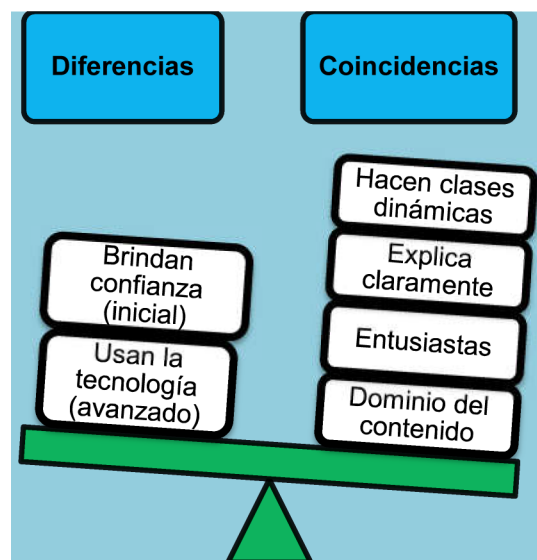 Diferencias
Coincidencias
Brindan
confianza
(inicial)
Usan la
tecnología
(avanzado)
Hacen clases
dinámicas
Explica
claramente
Entusiastas
Dominio del
contenido